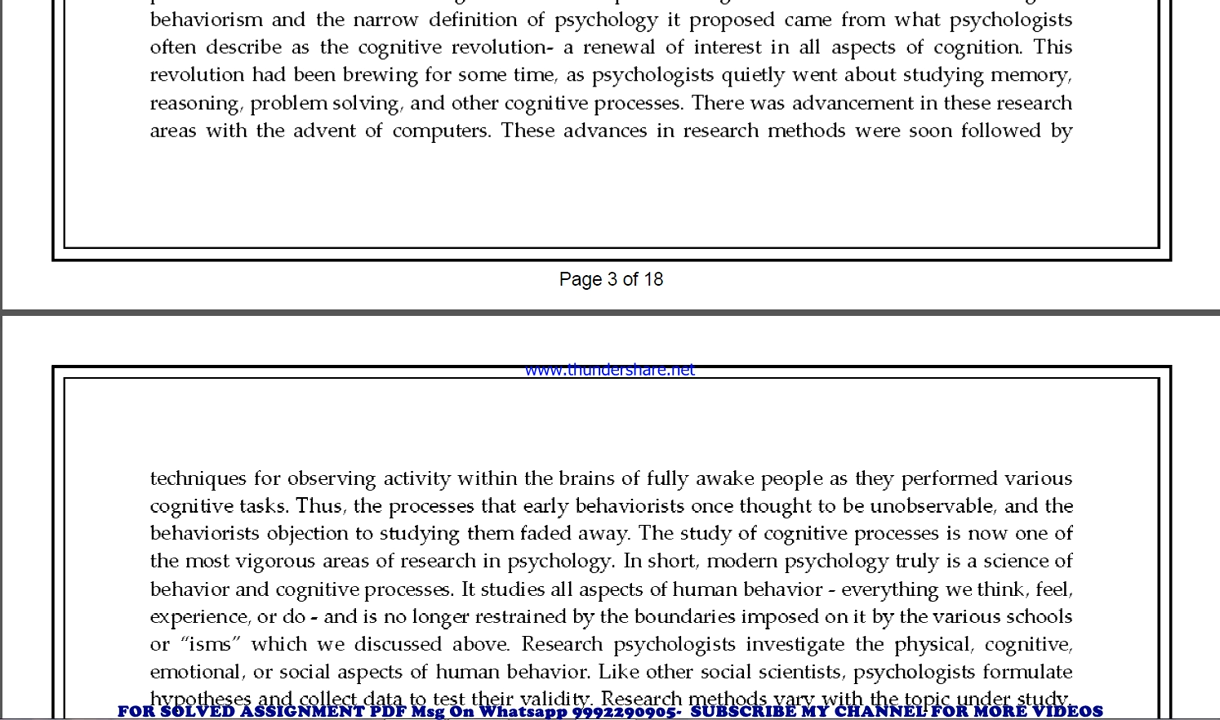 behaviorism and the narrow definition of psychology it proposed came from what psychologists
often describe as the cognitive revolution- a renewal of interest in all aspects of cognition. This
revolution had been brewing for some time, as psychologists quietly went about studying memory,
reasoning, problem solving, and other cognitive processes. There was advancement in these research
areas with the advent of computers. These advances in research methods were soon followed by
Page 3 of 18
www.thundershare.net
techniques for observing activity within the brains of fully awake people as they performed various
cognitive tasks. Thus, the processes that early behaviorists once thought to be unobservable, and the
behaviorists objection to studying them faded away. The study of cognitive processes is now one of
the most vigorous areas of research in psychology. In short, modern psychology truly is a science of
behavior and cognitive processes. It studies all aspects of human behavior - everything we think, feel,
experience, or do - and is no longer restrained by the boundaries imposed on it by the various schools
or "isms" which we discussed above. Research psychologists investigate the physical, cognitive,
emotional, or social aspects of human behavior. Like other social scientists, psychologists formulate
hypotheses and collect data to test their validity. Research methods vary with the topic under study.
FOR SOLVED ASSIGNMENT PDF Msg On Whatsapp 9992290905- SUBSCRIBE MY CHANNEL FOR MORE VIDEOS